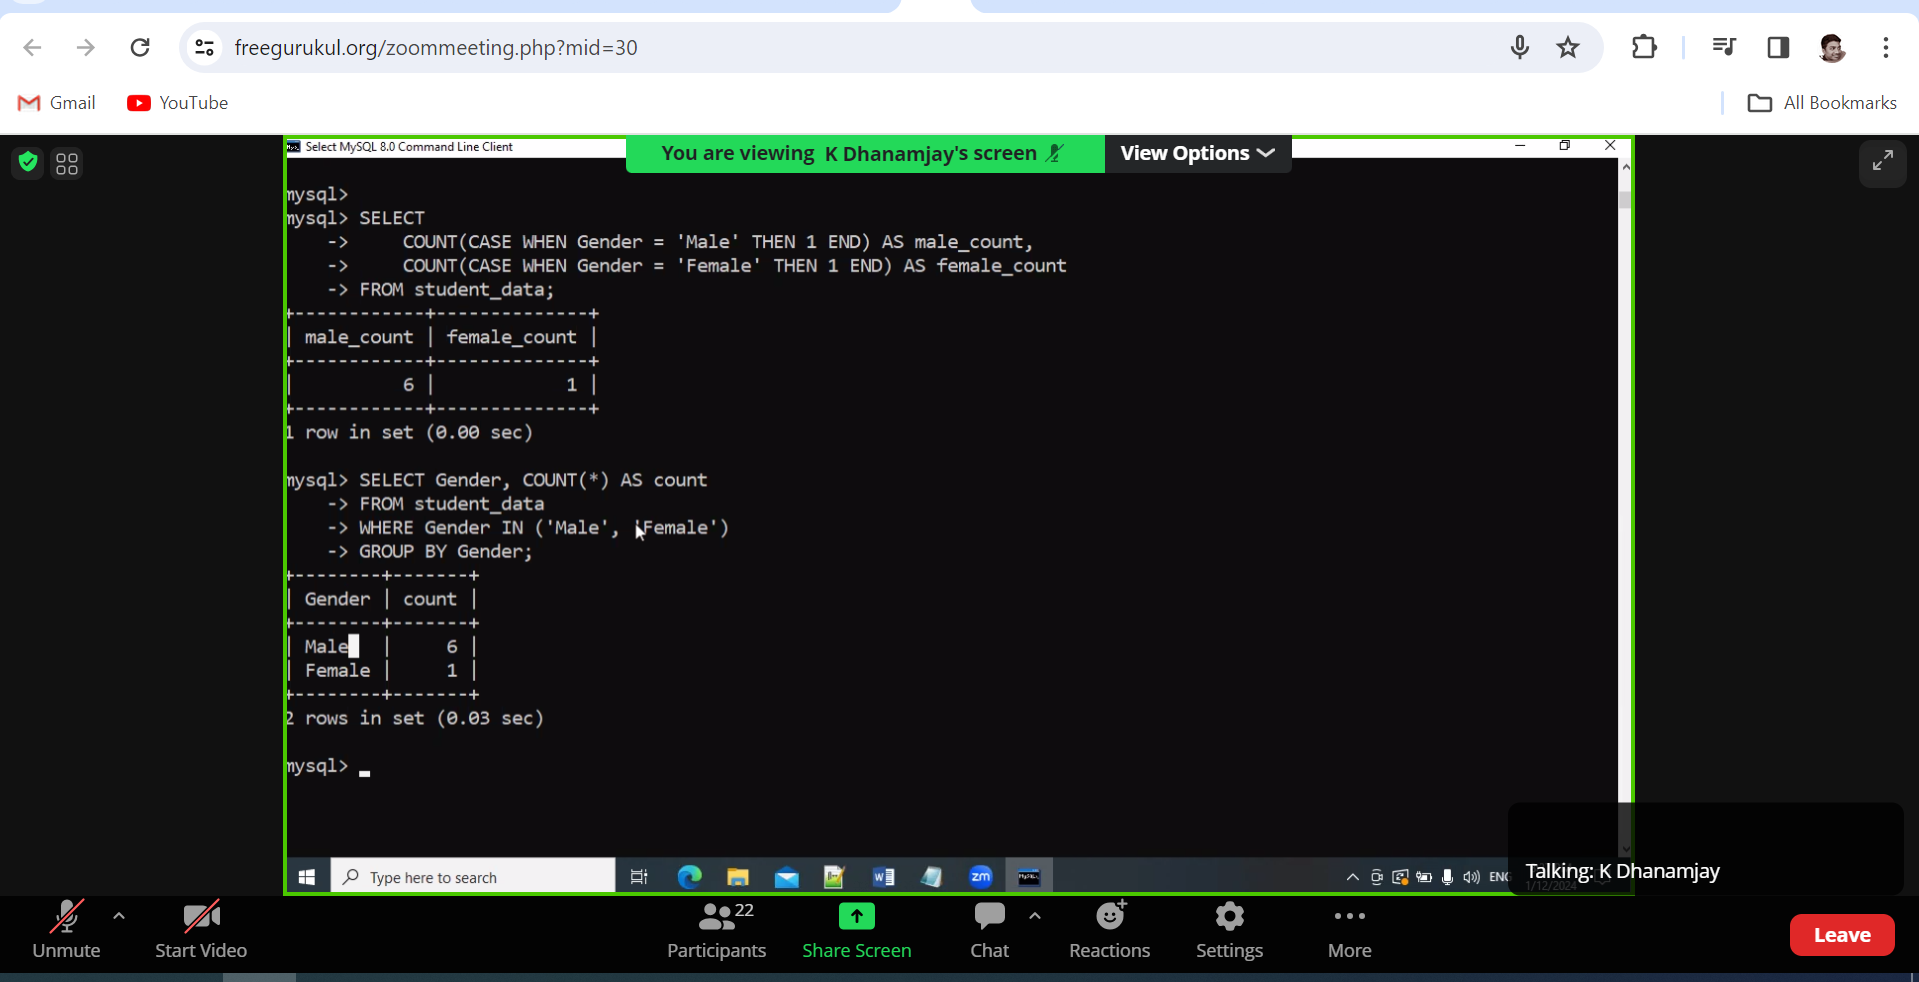 freegurukul.org/zoommeeting.php?mid=30
Gmail
YouTube
All Bookmarks
Select MySQL 8.0 Command Line Client
You are viewing K Dhanamjay's screen
View Options
mysql>
mysql> SELECT
-> COUNT(CASE WHEN Gender = 'Male' THEN 1 END) AS male_count,
-> COUNT(CASE WHEN Gender = 'Female' THEN 1 END) AS female_count
-> FROM student_data;
+------------+--------------+
| male_count | female_count |
+------------+--------------+
| 6 | 1 |
+------------+--------------+
1 row in set (0.00 sec)
mysql> SELECT Gender, COUNT(*) AS count
-> FROM student_data
-> WHERE Gender IN ('Male', 'Female')
-> GROUP BY Gender;
+--------+-------+
| Gender | count |
+--------+-------+
| Male | 6 |
| Female | 1 |
+--------+-------+
2 rows in set (0.03 sec)
mysql>
Type here to search
zm
ENG
1/12/2024
Talking: K Dhanamjay
Unmute
Start Video
22
Participants
Share Screen
Chat
Reactions
Settings
More
Leave